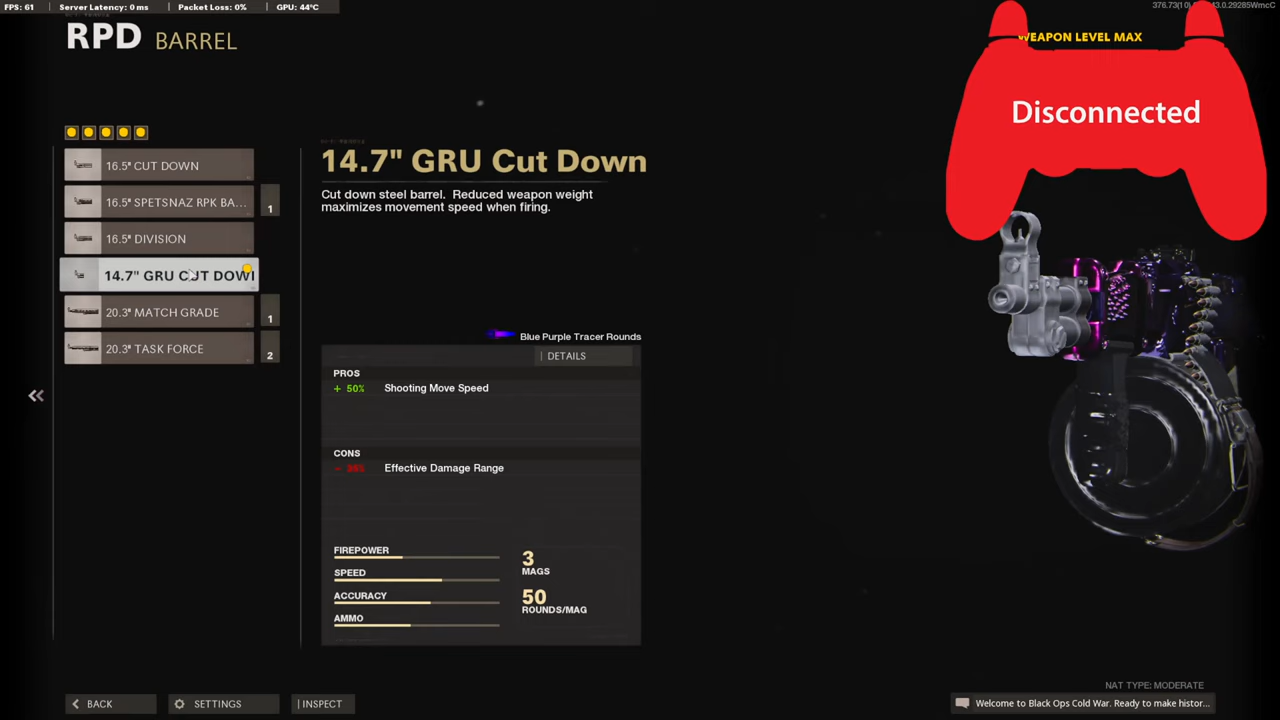 FPS: 61 | Server Latency: 0 ms | Packet Loss: 0% | GPU: 44°C
RPD BARREL
WEAPON LEVEL MAX
Disconnected
16.5" CUT DOWN
16.5" SPETSNAZ RPK BA... 1
16.5" DIVISION
14.7" GRU CUT DOWN
20.3" MATCH GRADE 1
20.3" TASK FORCE 2
14.7" GRU Cut Down
Cut down steel barrel. Reduced weapon weight
maximizes movement speed when firing.
Blue Purple Tracer Rounds
DETAILS
PROS
+ 50% Shooting Move Speed
CONS
Effective Damage Range
FIREPOWER
SPEED
ACCURACY
AMMO
3
MAGS
50
ROUNDS/MAG
BACK
SETTINGS
INSPECT
NAT TYPE: MODERATE
Welcome to Black Ops Cold War. Ready to make histor...